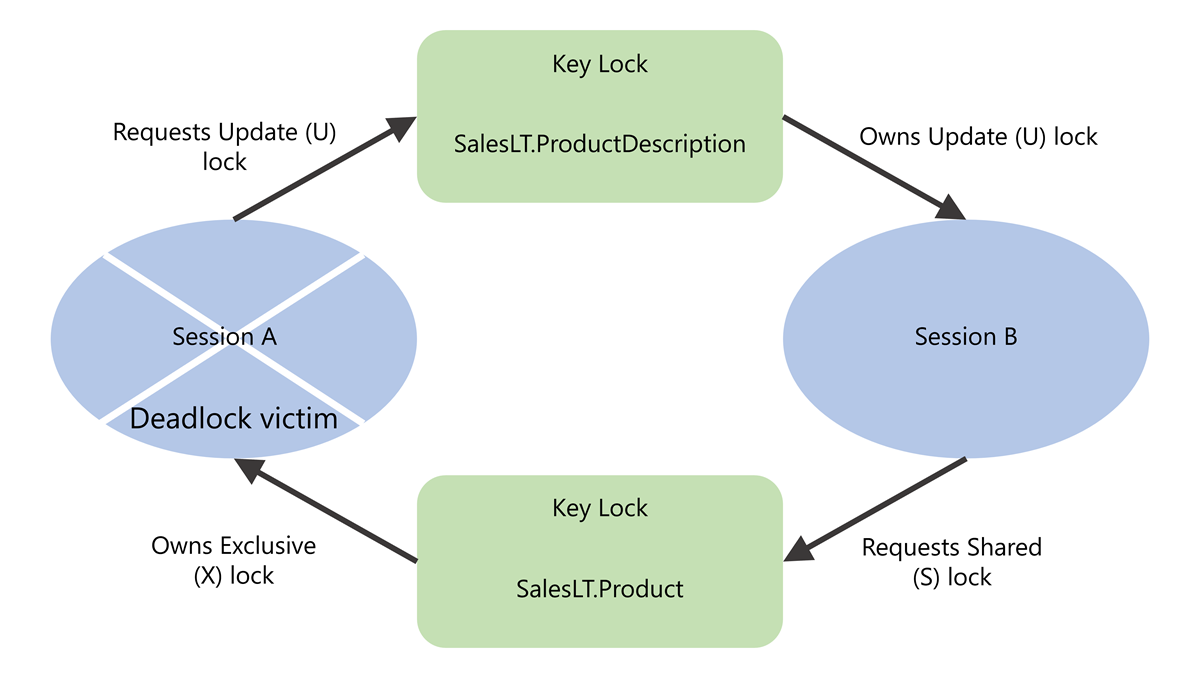 Key Lock
SalesLT.ProductDescription
Requests Update (U)
lock
Owns Update (U) lock
Session A
Deadlock victim
Session B
Key Lock
SalesLT.Product
Owns Exclusive
(X) lock
Requests Shared
(S) lock